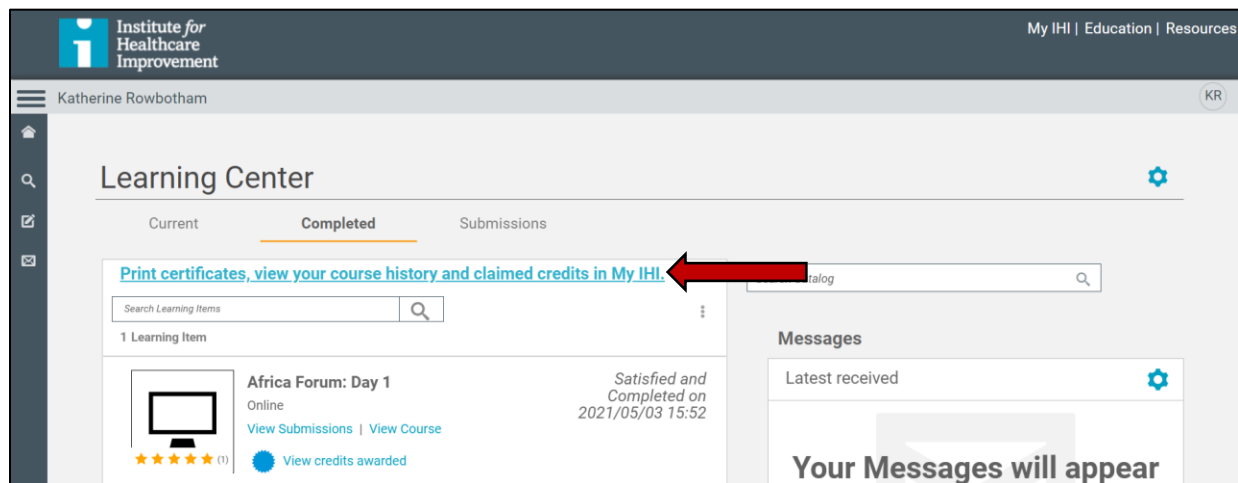 Institute for
Healthcare
Improvement
My IHI | Education | Resources
Katherine Rowbotham
KR
Learning Center
Current
Completed
Submissions
Print certificates, view your course history and claimed credits in My IHI.
Catalog
Search Learning Items
1 Learning Item
Messages
Africa Forum: Day 1
Online
View Submissions | View Course
(1)
View credits awarded
Satisfied and
Completed on
2021/05/03 15:52
Latest received
Your Messages will appear